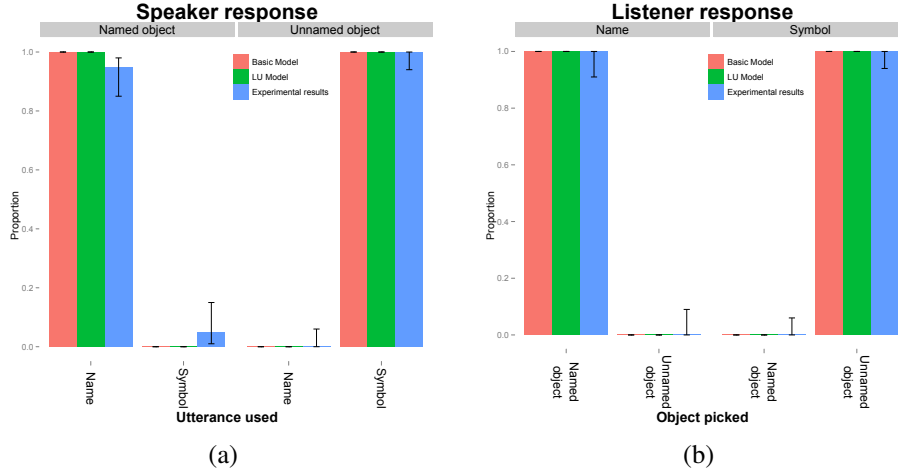 Speaker response
Named object
Unnamed object
Basic Model
LU Model
Experimental results
1.0
0.8
0.6
0.4
0.2
0.0
Proportion
Name
Symbol
Name
Symbol
Utterance used
(a)
Listener response
Name
Symbol
Basic Model
LU Model
Experimental results
1.0
0.8
0.6
0.4
0.2
0.0
Proportion
Named
object
Unnamed
object
Named
object
Unnamed
object
Object picked
(b)